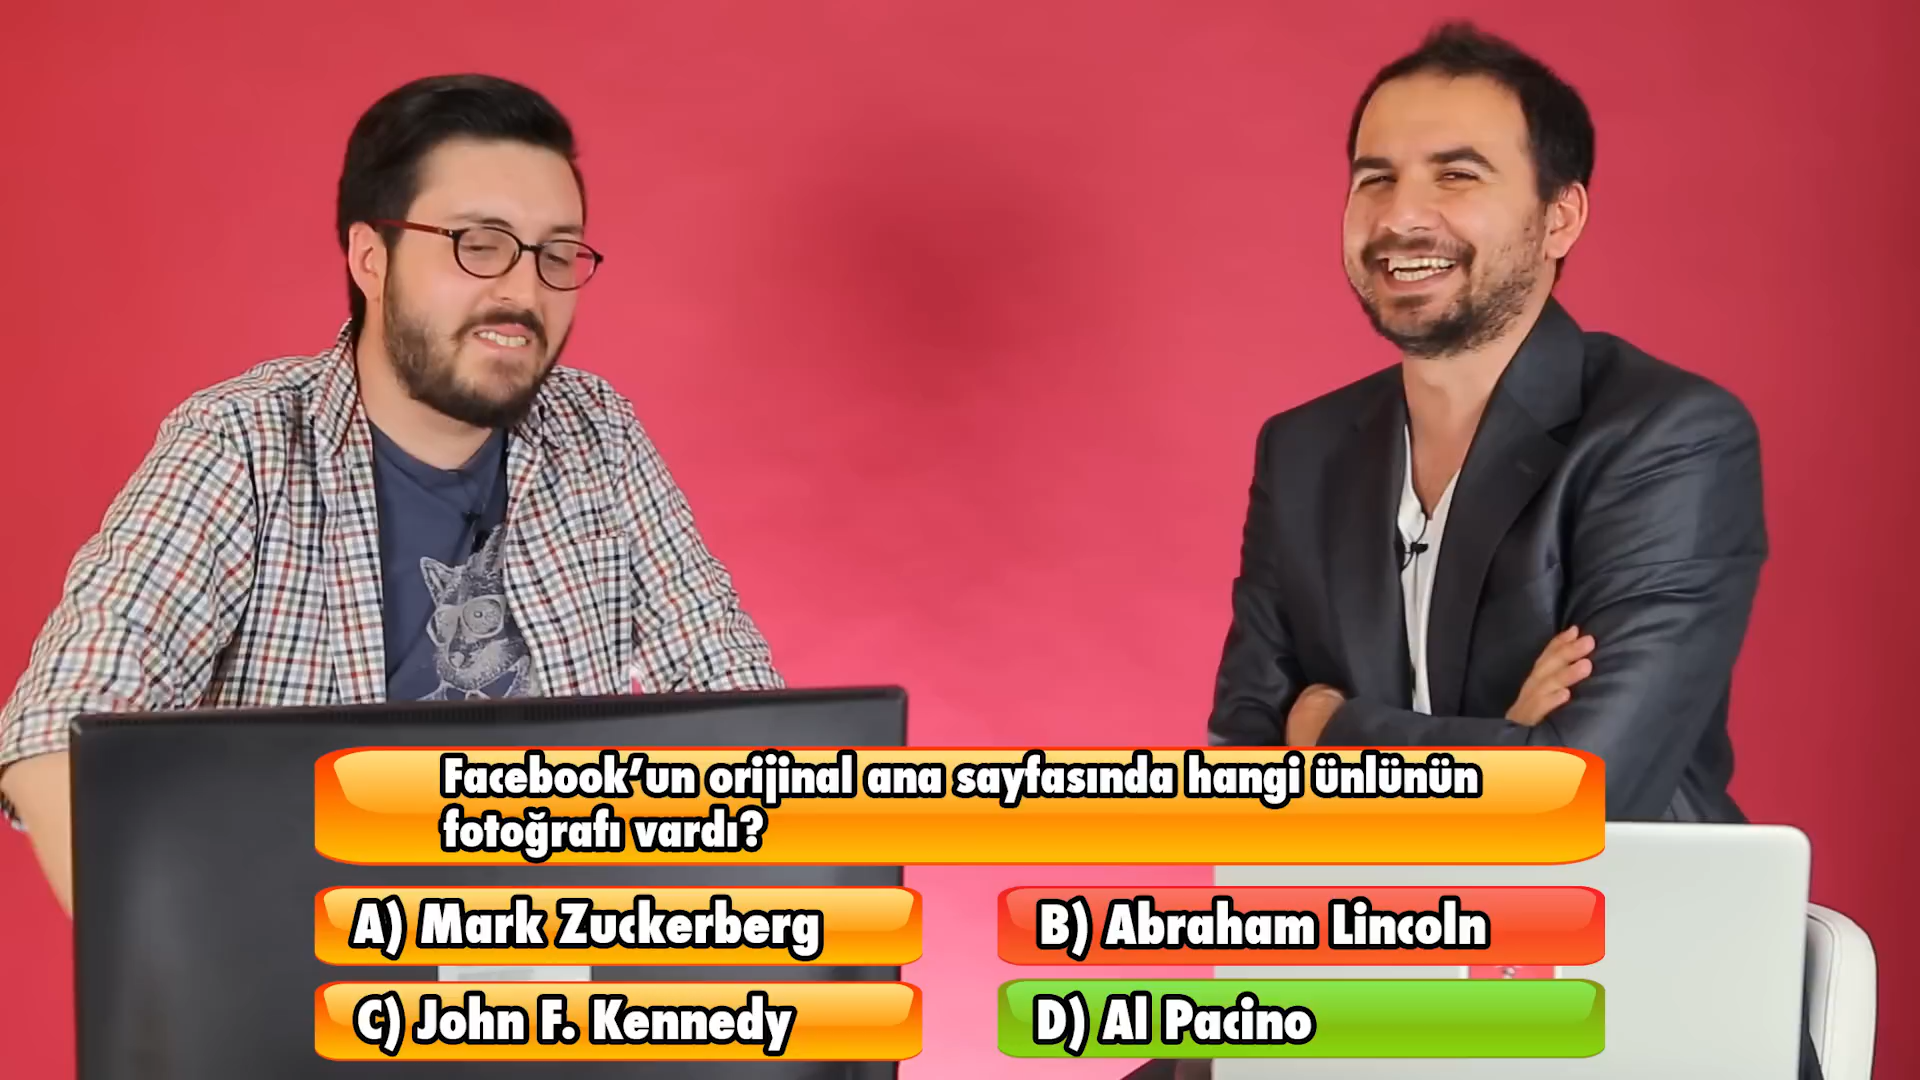 Facebook’un orijinal ana sayfasında hangi ünlünün
fotoğrafı vardı?
A) Mark Zuckerberg
B) Abraham Lincoln
C) John F. Kennedy
D) Al Pacino